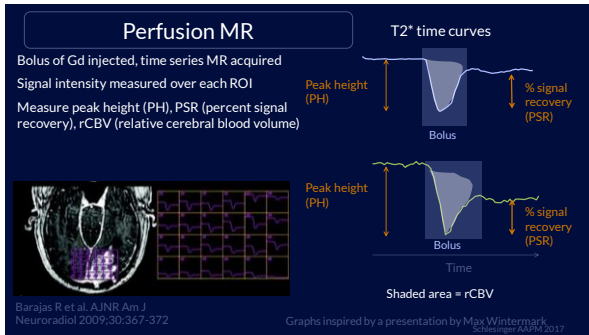 Perfusion MR
Bolus of Gd injected, time series MR acquired
Signal intensity measured over each ROI
Measure peak height (PH), PSR (percent signal
recovery), rCBV (relative cerebral blood volume)
T2* time curves
Peak height
(PH)
% signal
recovery
(PSR)
Bolus
Peak height
(PH)
% signal
recovery
(PSR)
Bolus
Time
Shaded area = rCBV
Barajas R et al. AJNR Am J
Neuroradiol 2009;30:367-372
Graphs inspired by a presentation by Max Wintermark
Schlesinger AAPM 2017